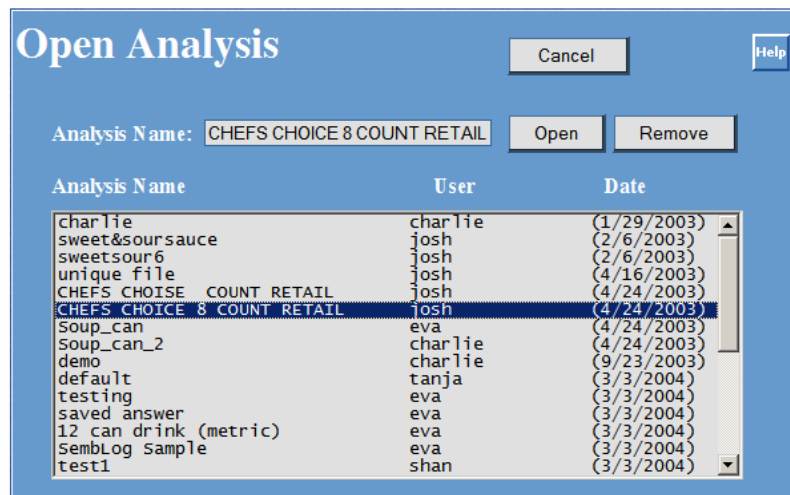 Open Analysis
Cancel
Help
Analysis Name: CHEFS CHOICE 8 COUNT RETAIL Open Remove
Analysis Name User Date
charlie charlie (1/29/2003)
sweet&soursauce josh (2/6/2003)
sweetsour6 josh (2/6/2003)
unique file josh (4/16/2003)
CHEFS CHOISE  COUNT RETAIL josh (4/24/2003)
CHEFS CHOICE 8 COUNT RETAIL josh (4/24/2003)
Soup_can eva (4/24/2003)
Soup_can_2 charlie (4/24/2003)
demo charlie (9/23/2003)
default tanja (3/3/2004)
testing eva (3/3/2004)
saved answer eva (3/3/2004)
12 can drink (metric) eva (3/3/2004)
SembLog Sample eva (3/3/2004)
test1 shan (3/3/2004)